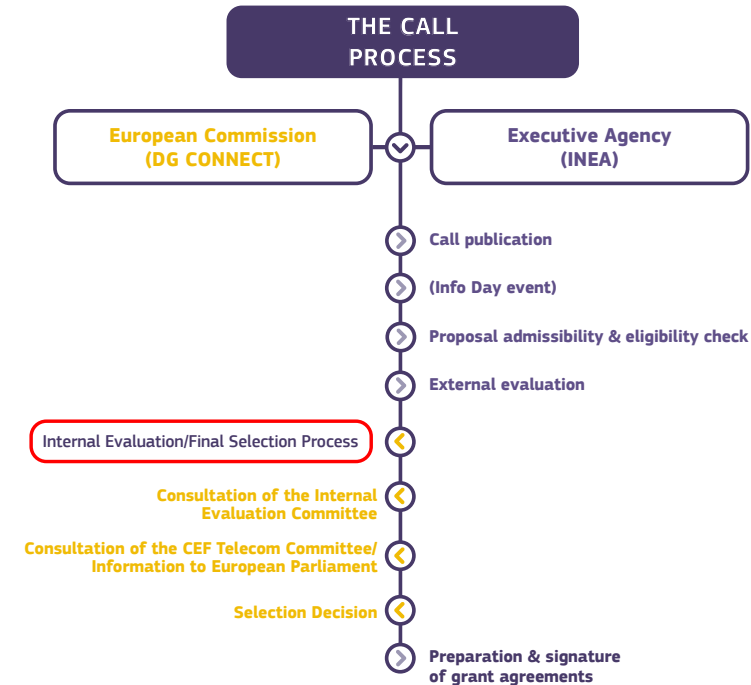 THE CALL
PROCESS
European Commission
(DG CONNECT)
Executive Agency
(INEA)
Call publication
(Info Day event)
Proposal admissibility & eligibility check
External evaluation
Internal Evaluation/Final Selection Process
Consultation of the Internal
Evaluation Committee
Consultation of the CEF Telecom Committee/
Information to European Parliament
Selection Decision
Preparation & signature
of grant agreements